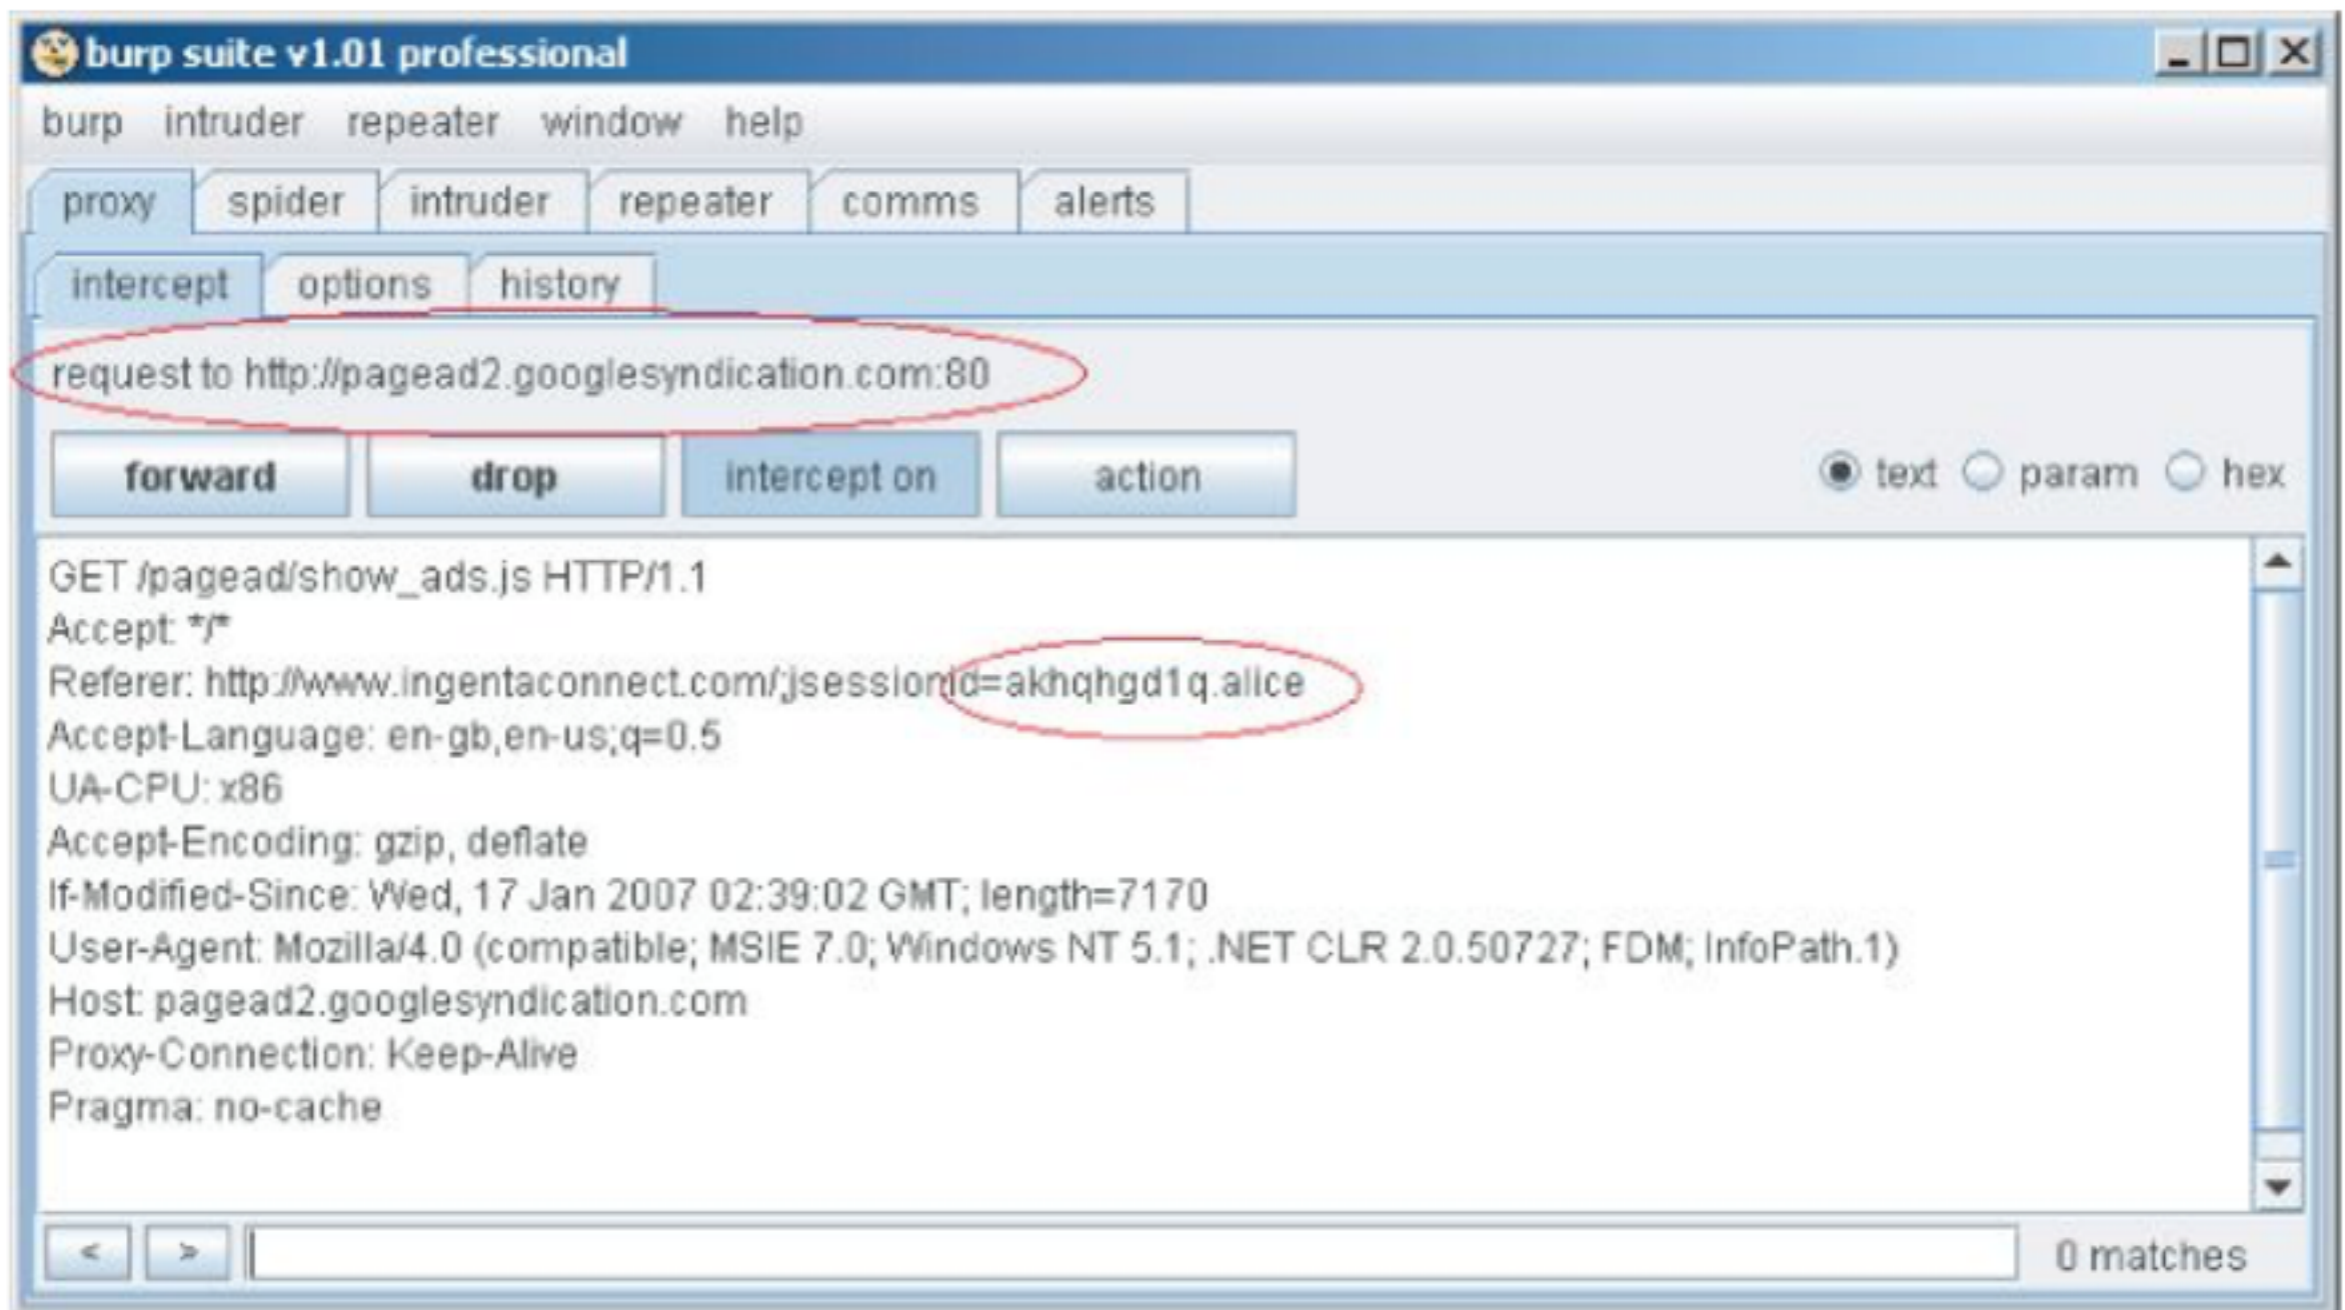 burp suite v1.01 professional
burp intruder repeater window help
proxy spider intruder repeater comms alerts
intercept options history
request to http://pagead2.googlesyndication.com:80
forward drop intercept on action text param hex
GET /pagead/show_ads.js HTTP/1.1
Accept: */*
Referer: http://www.ingentaconnect.com/;jsessionid=akhqhgd1q.alice
Accept-Language: en-gb,en-us;q=0.5
UA-CPU: x86
Accept-Encoding: gzip, deflate
If-Modified-Since: Wed, 17 Jan 2007 02:39:02 GMT; length=7170
User-Agent: Mozilla/4.0 (compatible; MSIE 7.0; Windows NT 5.1; .NET CLR 2.0.50727; FDM; InfoPath.1)
Host: pagead2.googlesyndication.com
Proxy-Connection: Keep-Alive
Pragma: no-cache
< > 0 matches